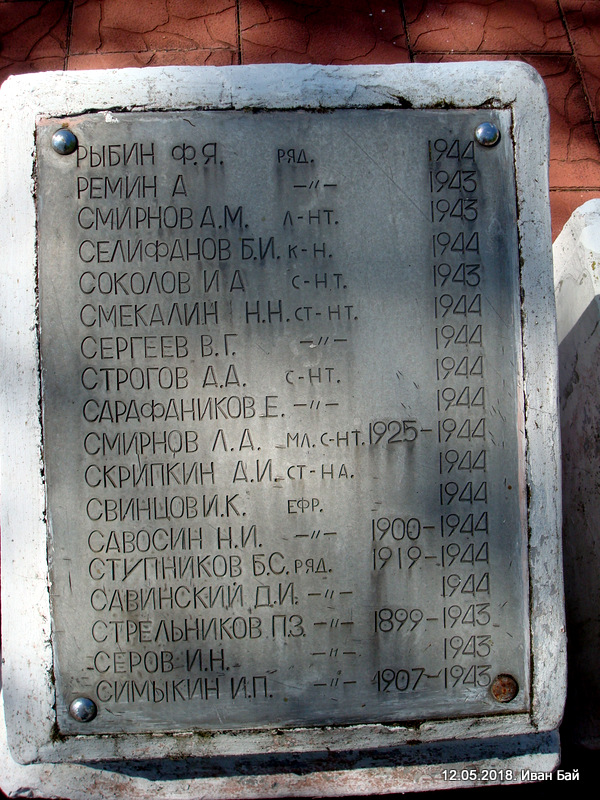 РЫБИН Ф.Я. РЯД. 1944
РЕМИН А —//— 1943
СМИРНОВ А.М. Л-НТ. 1943
СЕЛИФАНОВ Б.И. К-Н. 1944
СОКОЛОВ И А С-НТ. 1943
СМЕКАЛИН Н.Н. СТ-НТ. 1944
СЕРГЕЕВ В.Г. —//— 1944
СТРОГОВ А.А. С-НТ. 1944
САРАФАНИКОВ Е. —//— 1944
СМИРНОВ Л.А. МЛ.С-НТ. 1925-1944
СКРИПКИН А.И. СТ-НА. 1944
СВИНЦОВ И.К. ЕФР. 1944
САВОСИН Н.И. —//— 1900-1944
СТУПНИКОВ Б.С. РЯД. 1919-1944
САВИНСКИЙ Д.И. —//— 1944
СТРЕЛЬНИКОВ П.З. —//— 1899-1943
СЕРОВ И.Н. —//— 1943
СИМЫКИН И.П. —//— 1907-1943
12.05.2018. Иван Бай